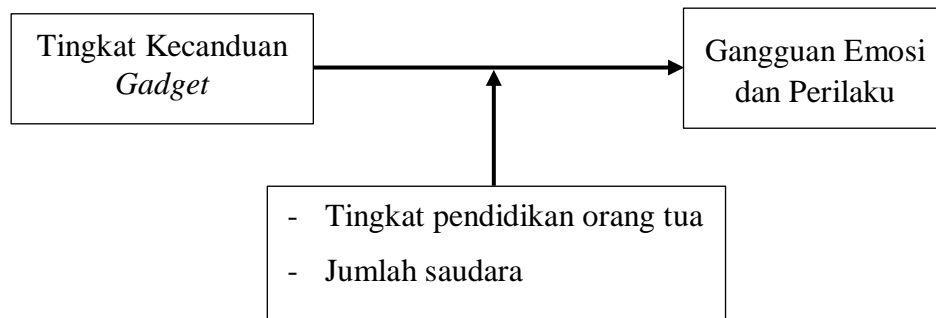 Tingkat Kecanduan
Gadget
Gangguan Emosi
dan Perilaku
- Tingkat pendidikan orang tua
- Jumlah saudara